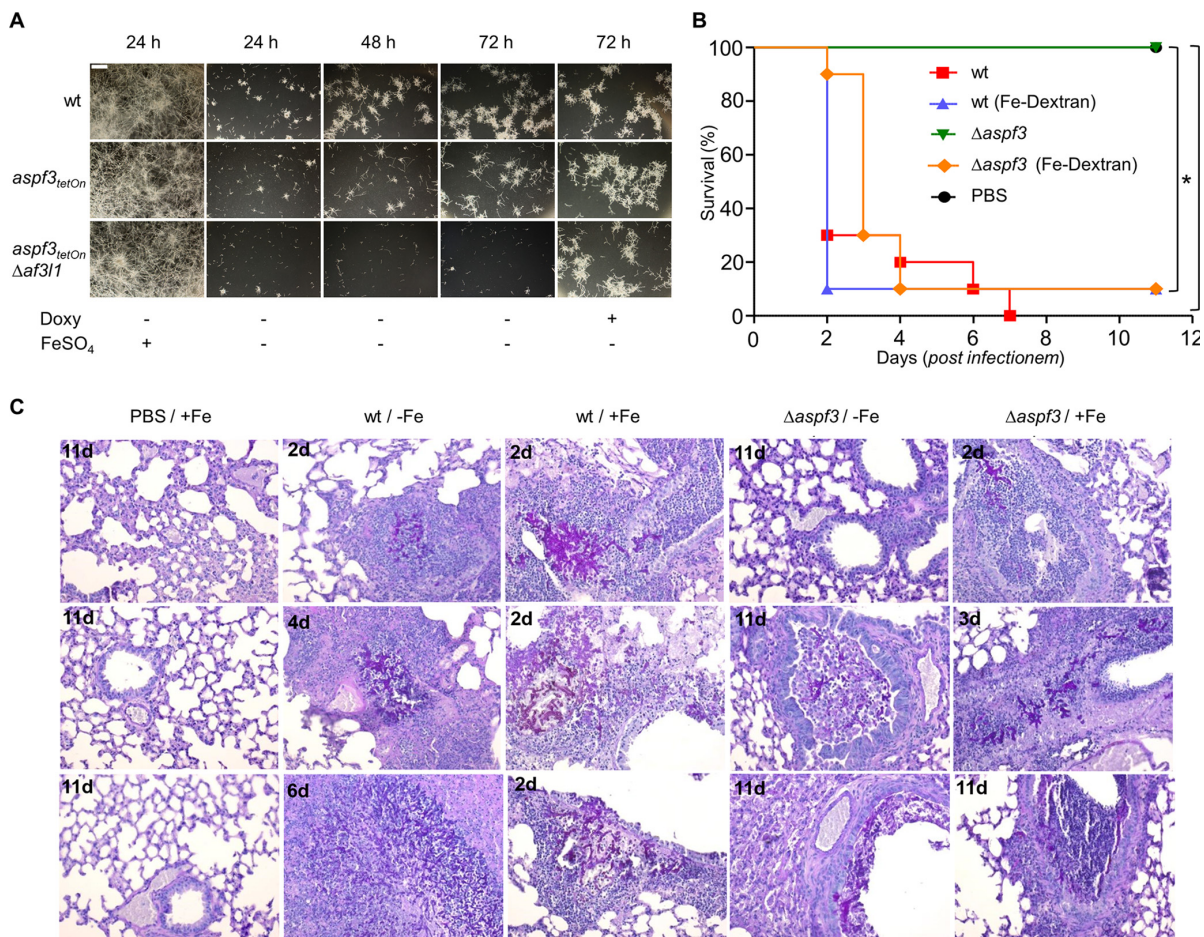 A
24 h 24 h 48 h 72 h 72 h
wt
aspf3tetOn
aspf3tetOn
Δaf3l1
Doxy - - - - +
FeSO4 + - - - -
B
Survival (%)
100
80
60
40
20
0
wt
wt (Fe-Dextran)
Δaspf3
Δaspf3 (Fe-Dextran)
PBS
*
0 2 4 6 8 10 12
Days (post infectionem)
C
PBS / +Fe wt / -Fe wt / +Fe Δaspf3 / -Fe Δaspf3 / +Fe
11d 2d 2d 11d 2d
11d 4d 2d 11d 3d
11d 6d 2d 11d 11d